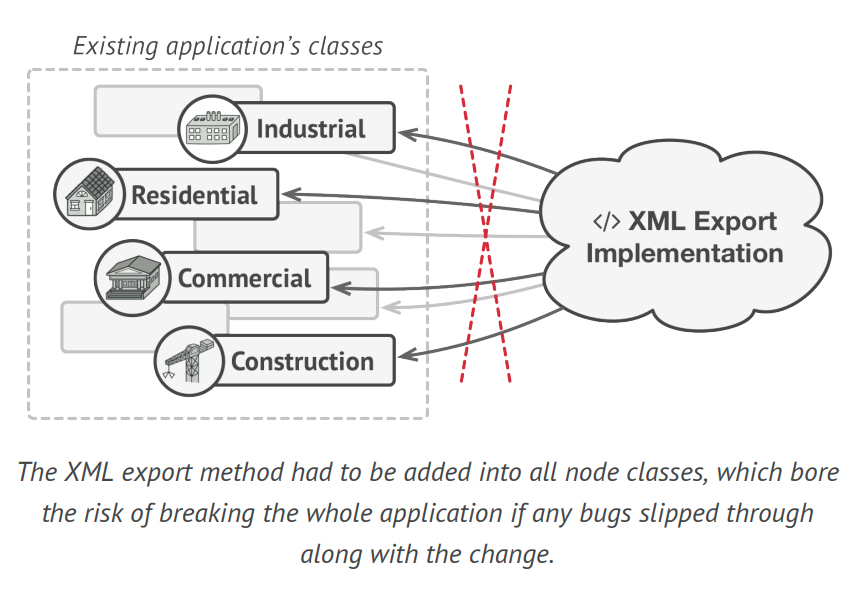 Existing application’s classes
Industrial
Residential
Commercial
Construction
</> XML Export
Implementation
The XML export method had to be added into all node classes, which bore
the risk of breaking the whole application if any bugs slipped through
along with the change.